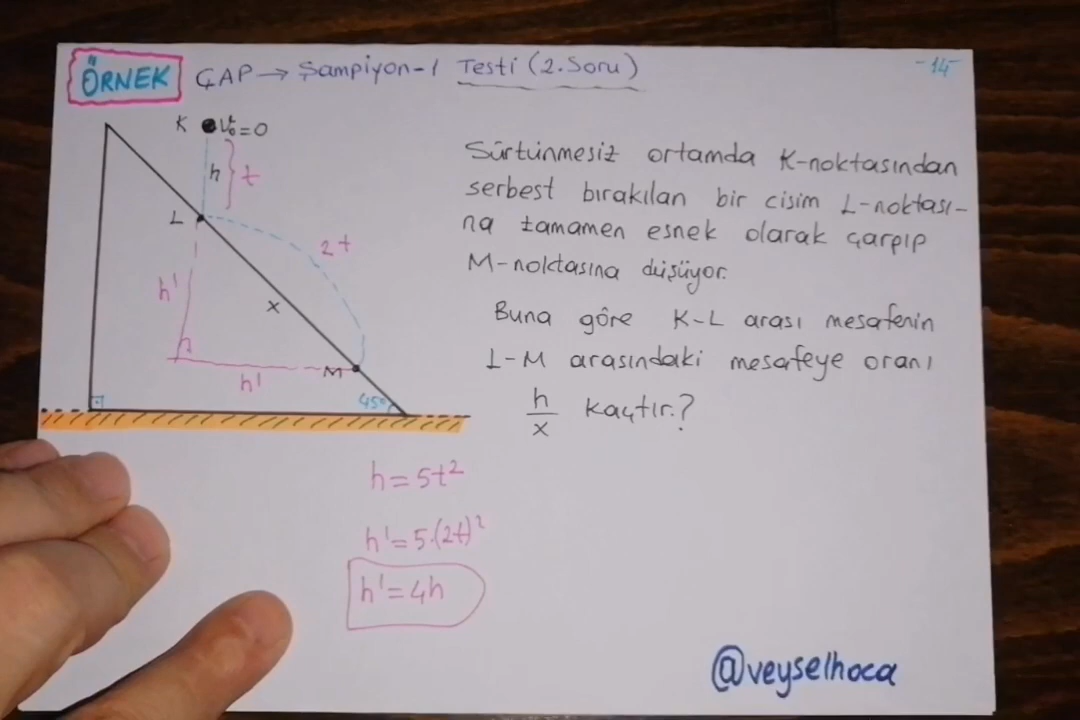 ÖRNEK ÇAP → Şampiyon-1 Testi (2.Soru)
-14-
K V₀=0
h } t
L
2t
h'
x
h'
M
45°
Sürtünmesiz ortamda K-noktasından
serbest bırakılan bir cisim L-noktası-
na tamamen esnek olarak çarpıp
M-noktasına düşüyor.
Buna göre K-L arası mesafenin
L-M arasındaki mesafeye oranı
h/x kaçtır.?
h = 5t²
h' = 5.(2t)²
h' = 4h
@veyselhoca